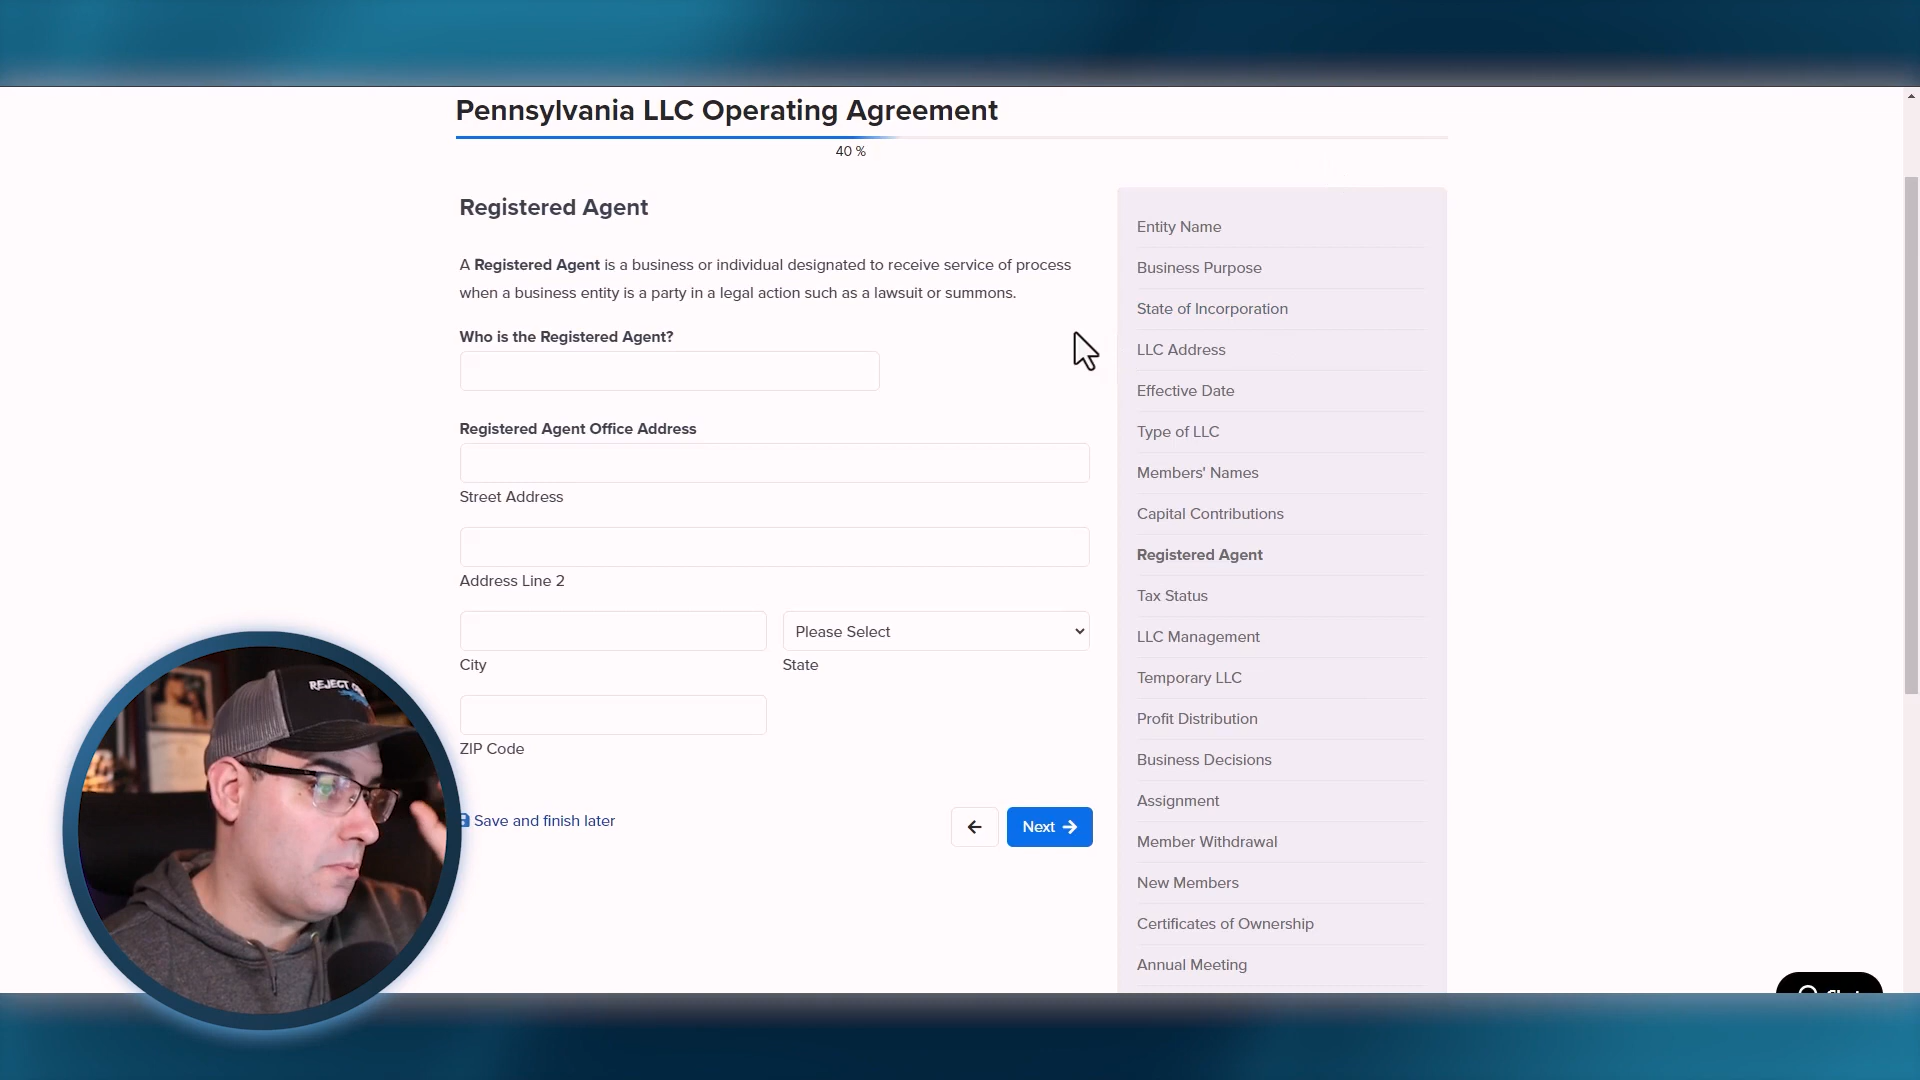 Pennsylvania LLC Operating Agreement
40 %
Registered Agent
A Registered Agent is a business or individual designated to receive service of process
when a business entity is a party in a legal action such as a lawsuit or summons.
Who is the Registered Agent?
Registered Agent Office Address
Street Address
Address Line 2
Please Select
City
State
ZIP Code
Save and finish later
Next
Entity Name
Business Purpose
State of Incorporation
LLC Address
Effective Date
Type of LLC
Members' Names
Capital Contributions
Registered Agent
Tax Status
LLC Management
Temporary LLC
Profit Distribution
Business Decisions
Assignment
Member Withdrawal
New Members
Certificates of Ownership
Annual Meeting
REJECT